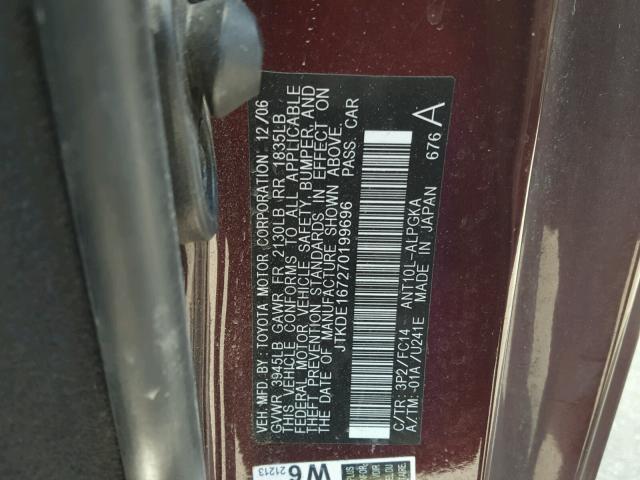 VEH. MFD. BY: TOYOTA MOTOR CORPORATION 12/06
GVWR 3945LB GAWR FR 2130LB RR 1835LB
THIS VEHICLE CONFORMS TO ALL APPLICABLE
FEDERAL MOTOR VEHICLE SAFETY, BUMPER, AND
THEFT PREVENTION STANDARDS IN EFFECT ON
THE DATE OF MANUFACTURE SHOWN ABOVE.
JTKDE167270199696 PASS. CAR
C/TR: 3P2 /FC14 ANT10L-ALPGKA 676 A
A/TM: -01A /U241E MADE IN JAPAN
W6
21213